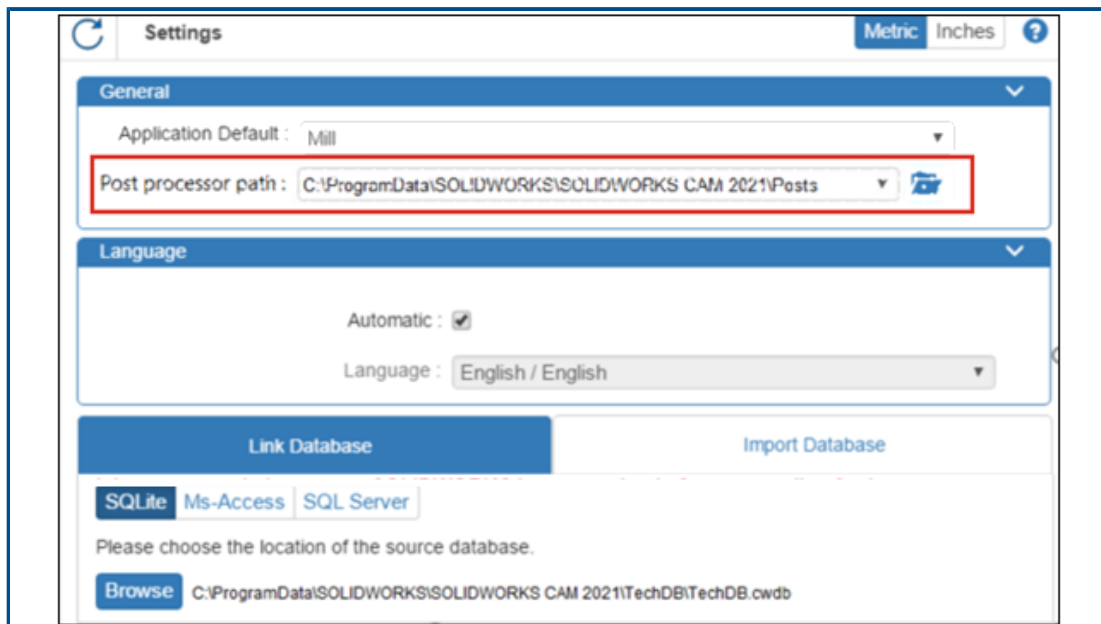 Settings
Metric Inches
General
Application Default : Mill
Post processor path : C:\ProgramData\SOLIDWORKS\SOLIDWORKS CAM 2021\Posts
Language
Automatic :
Language : English / English
Link Database
Import Database
SQLite Ms-Access SQL Server
Please choose the location of the source database.
Browse C:\ProgramData\SOLIDWORKS\SOLIDWORKS CAM 2021\TechDB\TechDB.cwdb